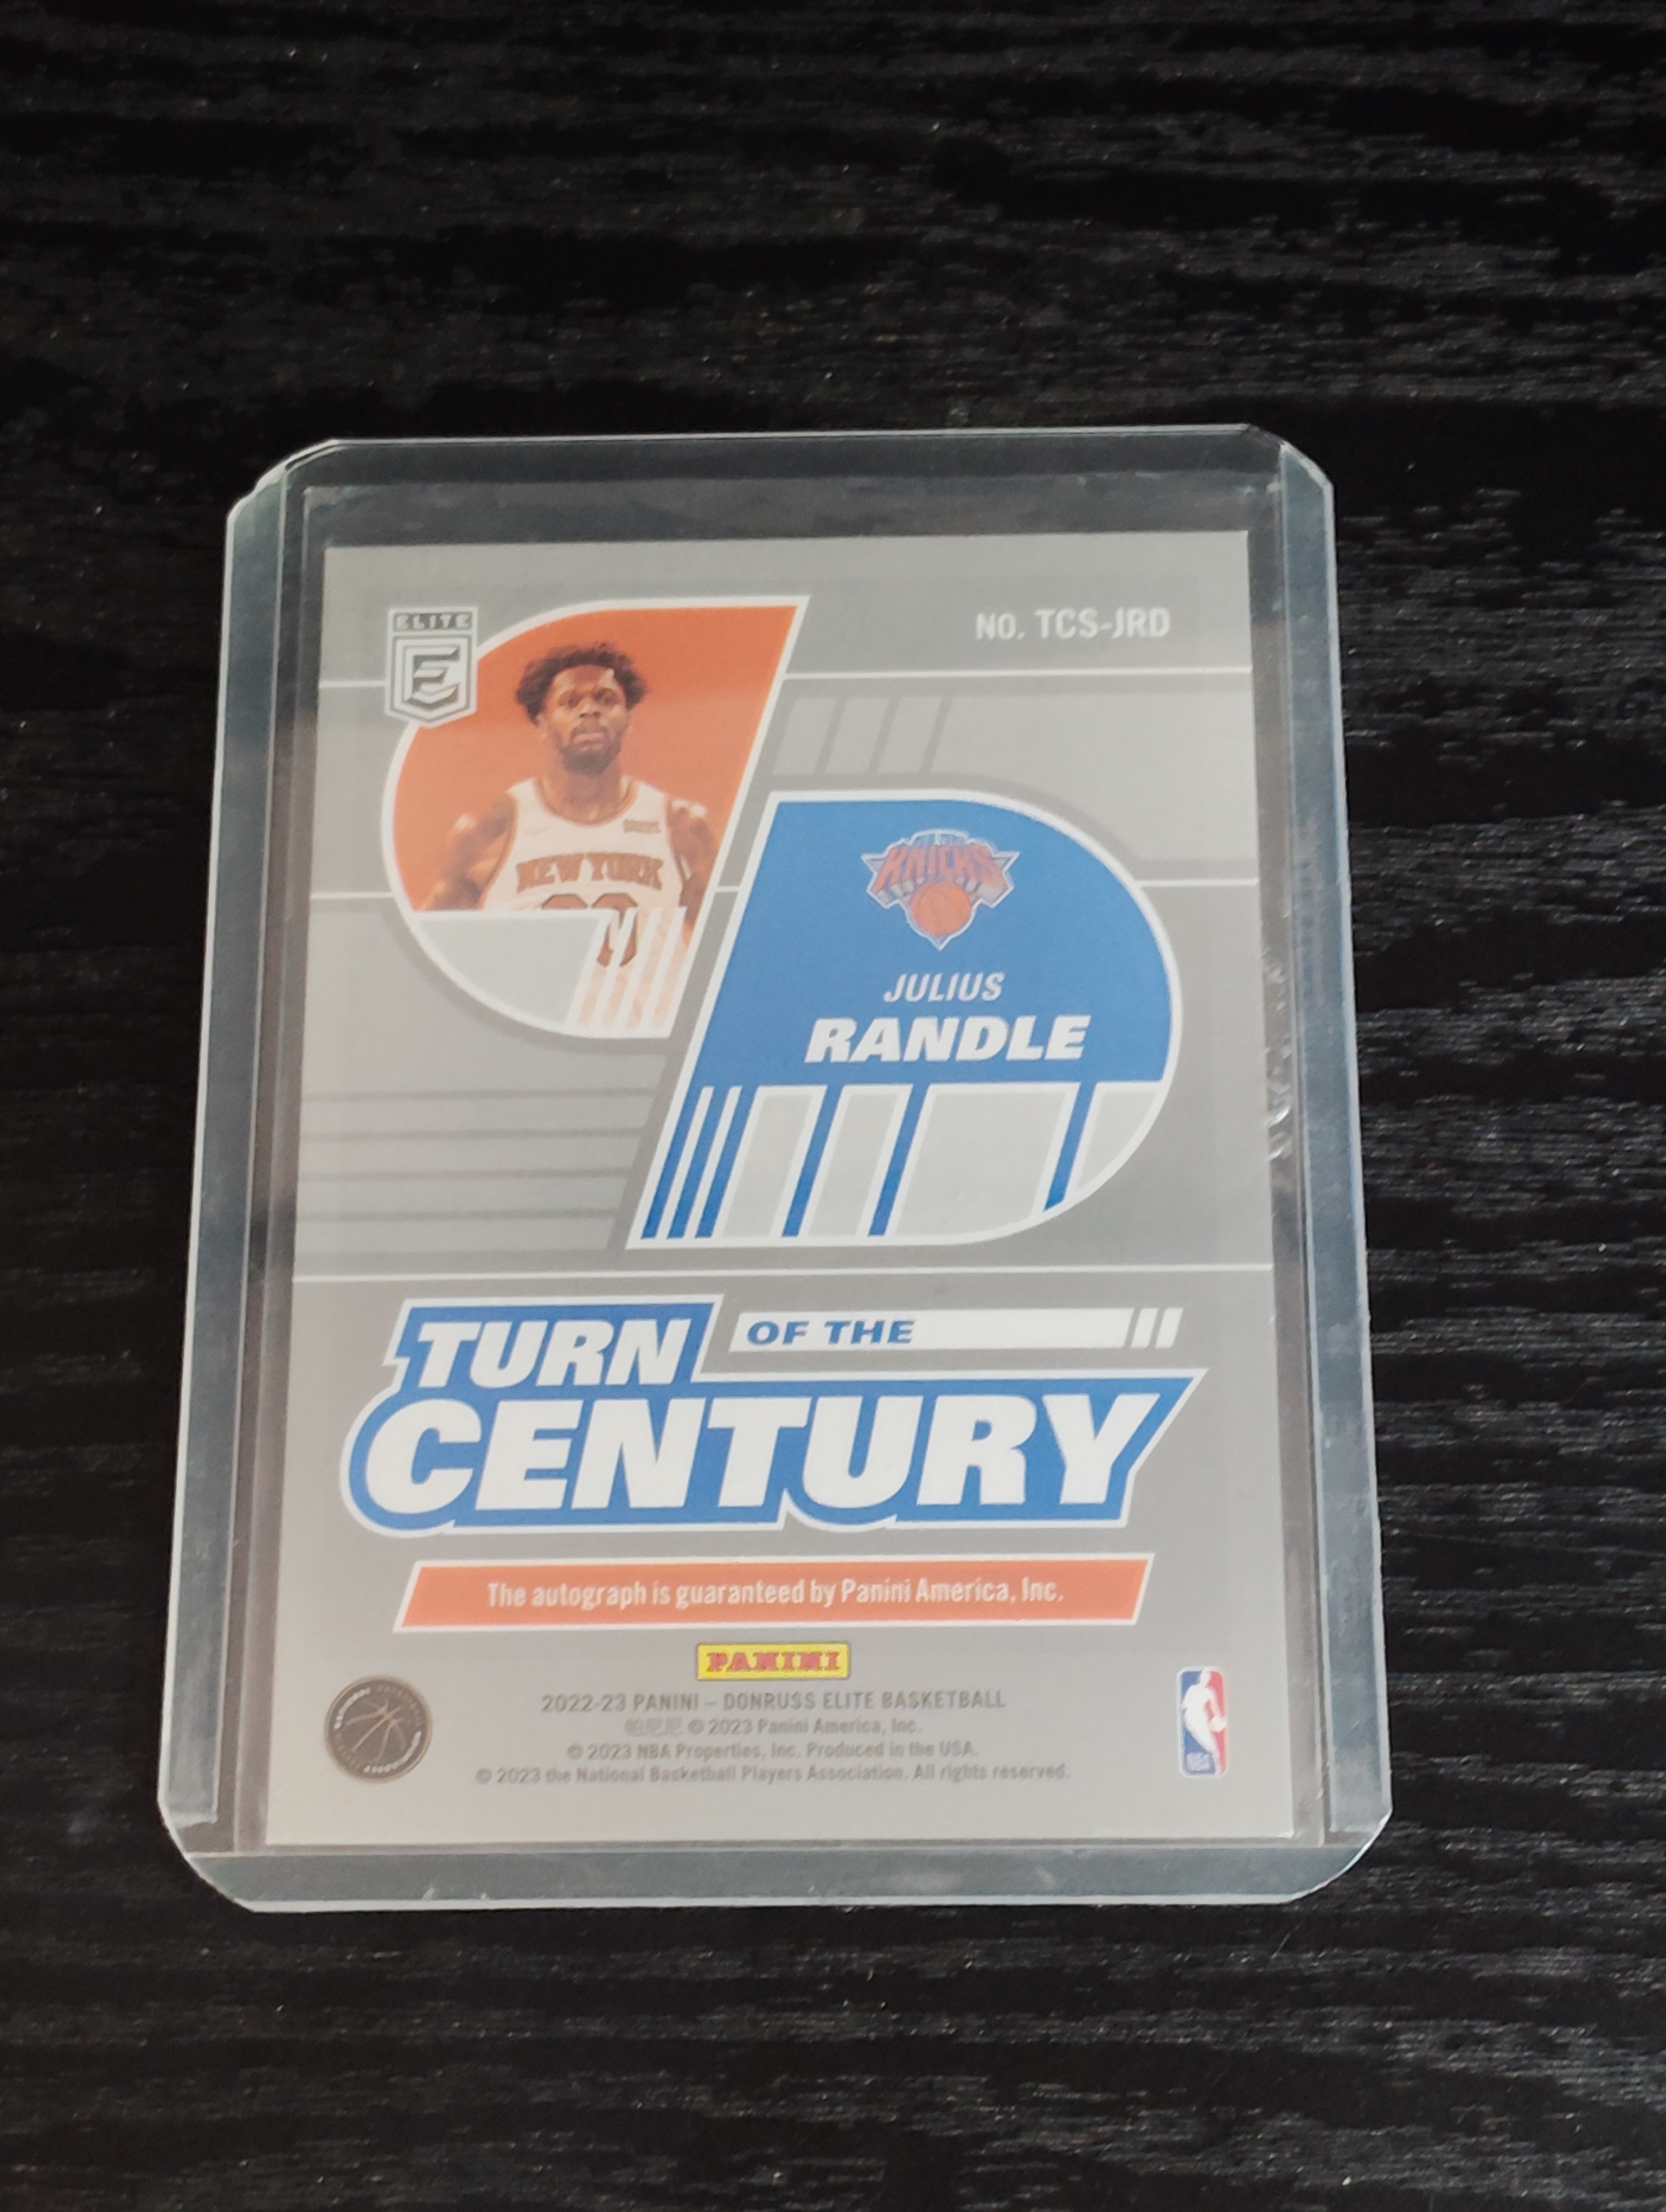 ELITE
E
NO. TCS-JRD
NEW YORK
KNICKS
JULIUS
RANDLE
TURN OF THE
CENTURY
The autograph is guaranteed by Panini America, Inc.
PANINI
2022-23 PANINI – DONRUSS ELITE BASKETBALL
帕尼尼 © 2023 Panini America, Inc.
© 2023 NBA Properties, Inc. Produced in the USA.
© 2023 the National Basketball Players Association. All rights reserved.